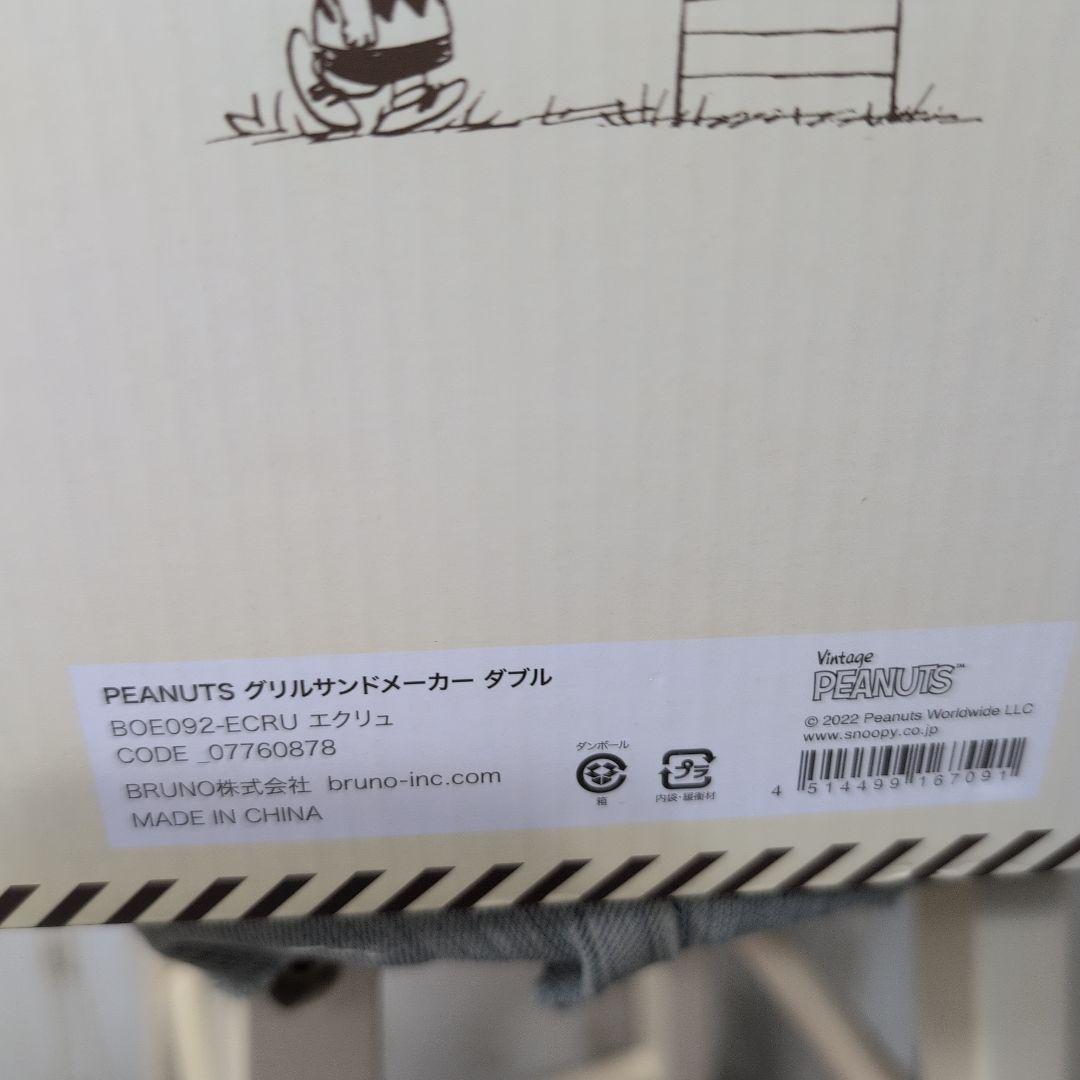 PEANUTS グリルサンドメーカー ダブル
BOE092-ECRU エクリュ
CODE _07760878
BRUNO株式会社 bruno-inc.com
MADE IN CHINA
ダンボール
箱
プラ
内袋・緩衝材
Vintage
PEANUTS™
© 2022 Peanuts Worldwide LLC
www.snoopy.co.jp
4 514499 167091